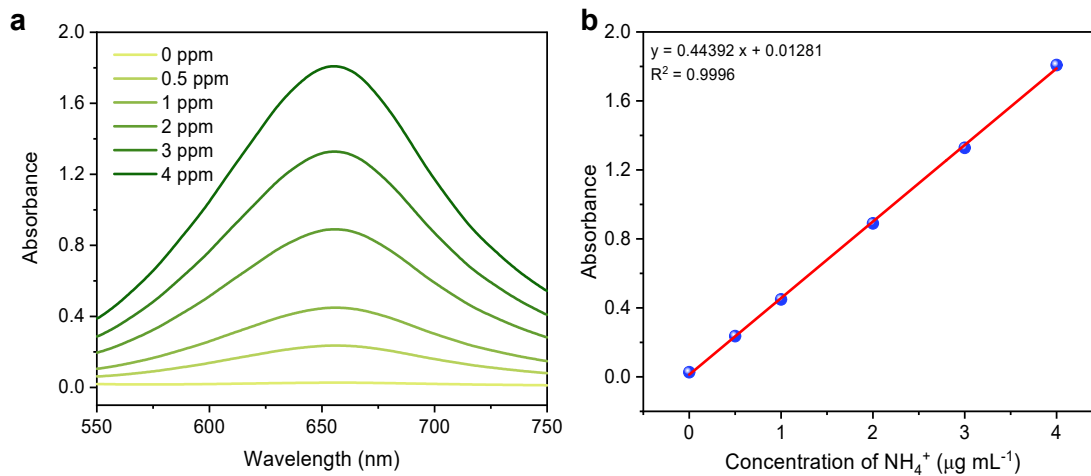 a
2.0
1.6
1.2
0.8
0.4
0.0
Absorbance
0 ppm
0.5 ppm
1 ppm
2 ppm
3 ppm
4 ppm
550
600
650
700
750
Wavelength (nm)
b
2.0
1.6
1.2
0.8
0.4
0.0
Absorbance
y = 0.44392 x + 0.01281
R² = 0.9996
0
1
2
3
4
Concentration of NH₄⁺ (μg mL⁻¹)